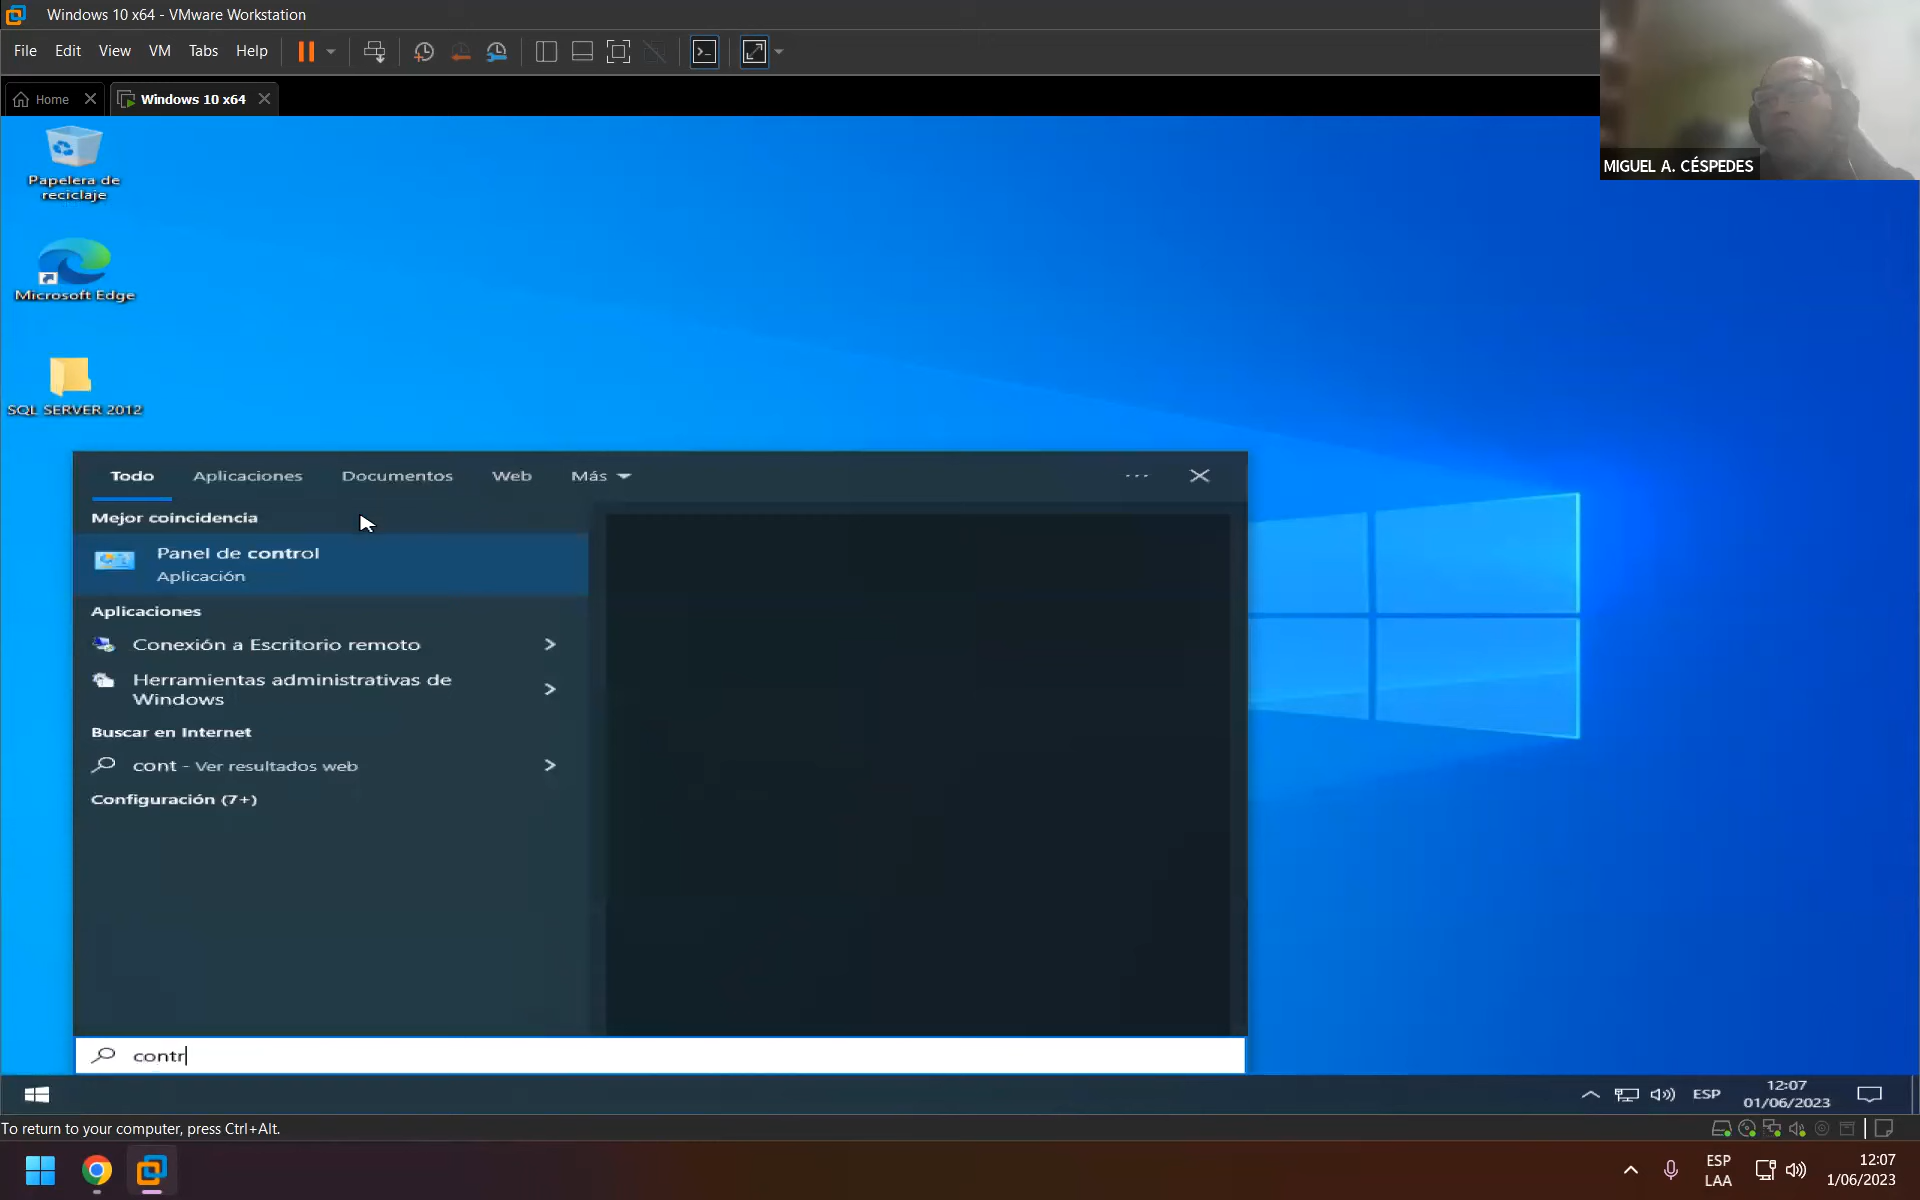 Windows 10 x64 - VMware Workstation
File Edit View VM Tabs Help
Home
Windows 10 x64
MIGUEL A. CÉSPEDES
Papelera de
reciclaje
Microsoft Edge
SQL SERVER 2012
Todo Aplicaciones Documentos Web Más
Mejor coincidencia
Panel de control
Aplicación
Aplicaciones
Conexión a Escritorio remoto
Herramientas administrativas de
Windows
Buscar en Internet
cont - Ver resultados web
Configuración (7+)
contr
ESP
12:07
01/06/2023
To return to your computer, press Ctrl+Alt.
ESP
LAA
12:07
1/06/2023